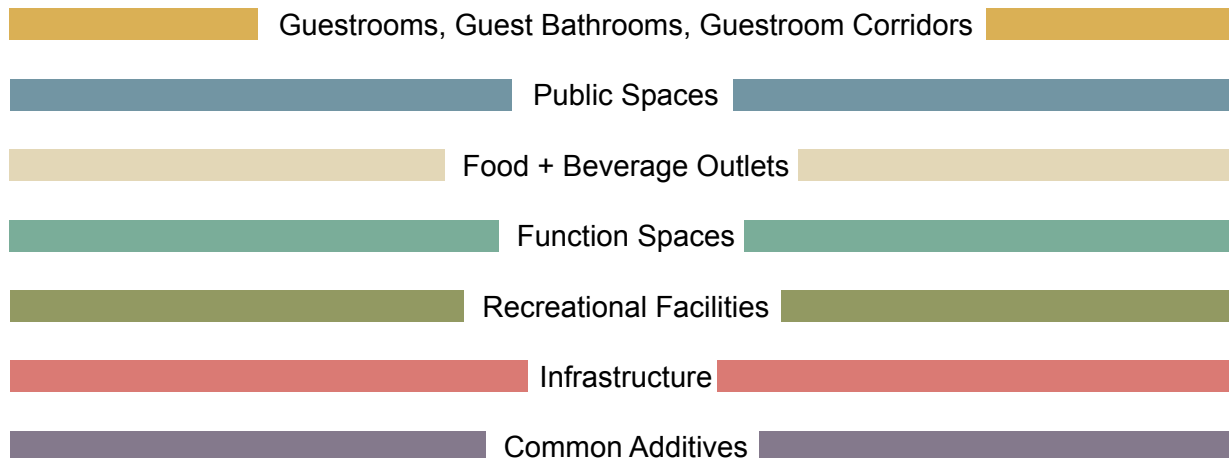 Guestrooms, Guest Bathrooms, Guestroom Corridors
Public Spaces
Food + Beverage Outlets
Function Spaces
Recreational Facilities
Infrastructure
Common Additives